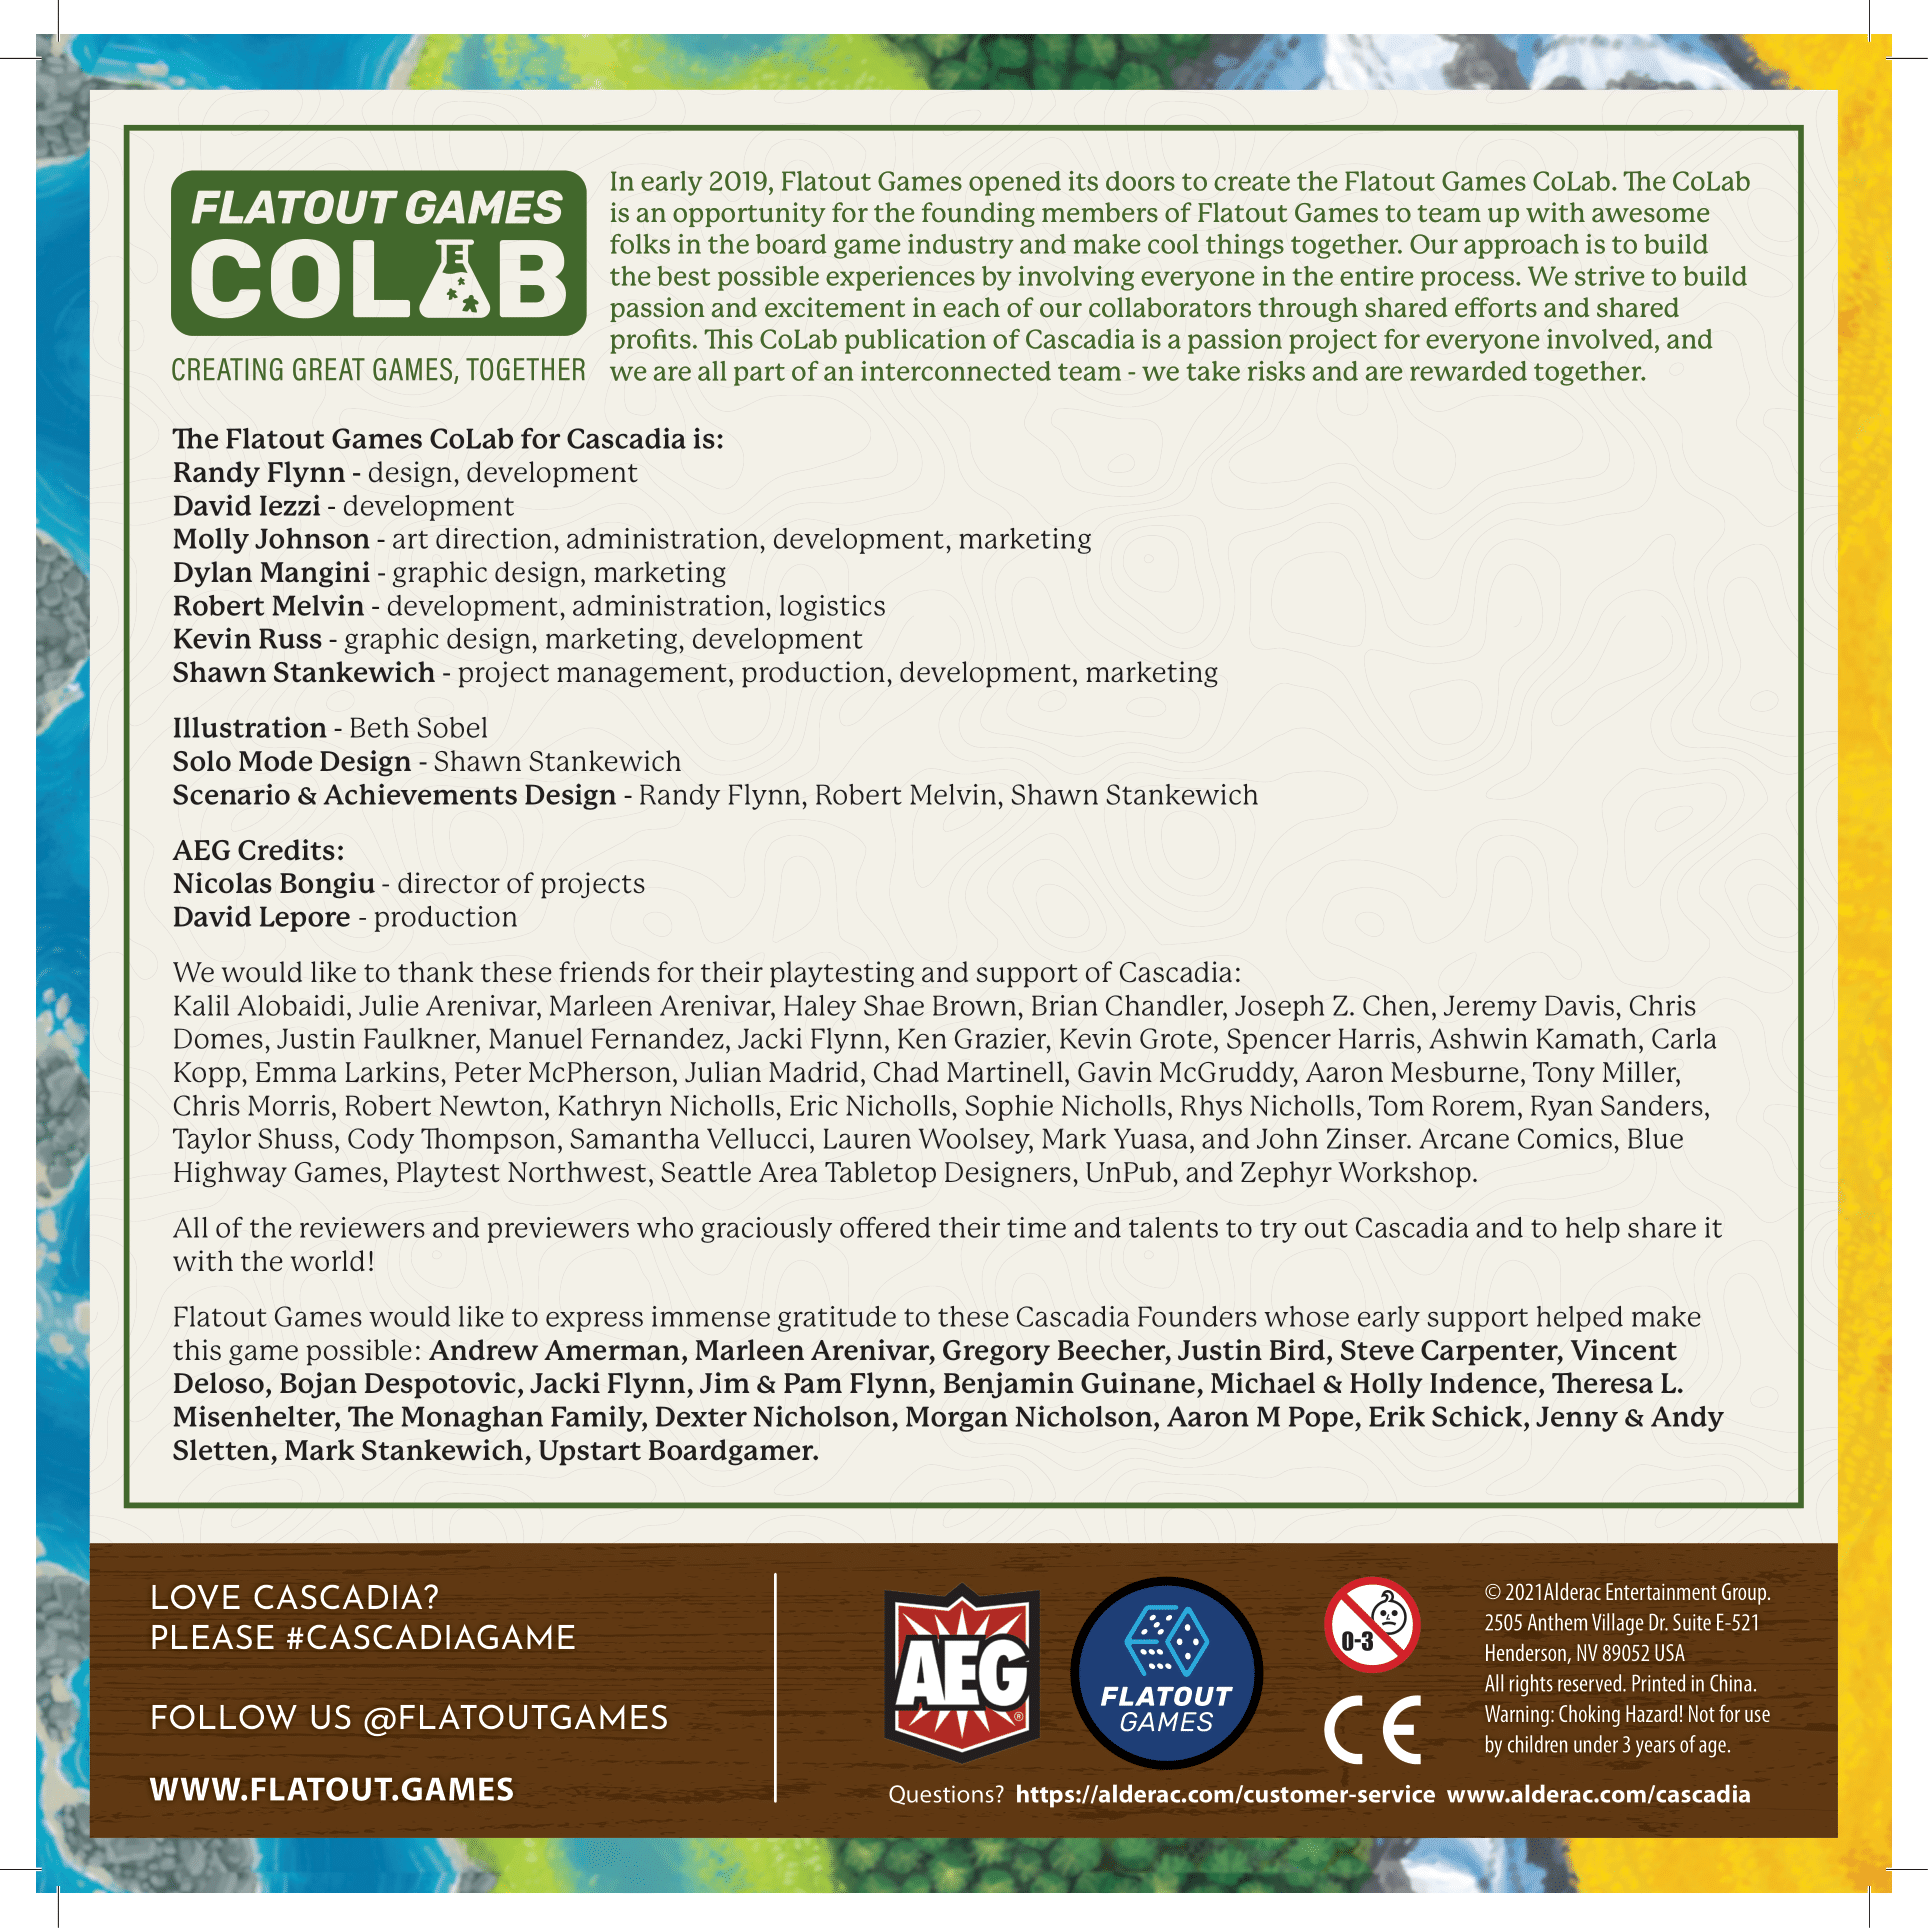 FLATOUT GAMES
COLAB
CREATING GREAT GAMES, TOGETHER
In early 2019, Flatout Games opened its doors to create the Flatout Games CoLab. The CoLab
is an opportunity for the founding members of Flatout Games to team up with awesome
folks in the board game industry and make cool things together. Our approach is to build
the best possible experiences by involving everyone in the entire process. We strive to build
passion and excitement in each of our collaborators through shared efforts and shared
profits. This CoLab publication of Cascadia is a passion project for everyone involved, and
we are all part of an interconnected team - we take risks and are rewarded together.
The Flatout Games CoLab for Cascadia is:
Randy Flynn - design, development
David Iezzi - development
Molly Johnson - art direction, administration, development, marketing
Dylan Mangini - graphic design, marketing
Robert Melvin - development, administration, logistics
Kevin Russ - graphic design, marketing, development
Shawn Stankewich - project management, production, development, marketing
Illustration - Beth Sobel
Solo Mode Design - Shawn Stankewich
Scenario & Achievements Design - Randy Flynn, Robert Melvin, Shawn Stankewich
AEG Credits:
Nicolas Bongiu - director of projects
David Lepore - production
We would like to thank these friends for their playtesting and support of Cascadia:
Kalil Alobaidi, Julie Arenivar, Marleen Arenivar, Haley Shae Brown, Brian Chandler, Joseph Z. Chen, Jeremy Davis, Chris
Domes, Justin Faulkner, Manuel Fernandez, Jacki Flynn, Ken Grazier, Kevin Grote, Spencer Harris, Ashwin Kamath, Carla
Kopp, Emma Larkins, Peter McPherson, Julian Madrid, Chad Martinell, Gavin McGruddy, Aaron Mesburne, Tony Miller,
Chris Morris, Robert Newton, Kathryn Nicholls, Eric Nicholls, Sophie Nicholls, Rhys Nicholls, Tom Rorem, Ryan Sanders,
Taylor Shuss, Cody Thompson, Samantha Vellucci, Lauren Woolsey, Mark Yuasa, and John Zinser. Arcane Comics, Blue
Highway Games, Playtest Northwest, Seattle Area Tabletop Designers, UnPub, and Zephyr Workshop.
All of the reviewers and previewers who graciously offered their time and talents to try out Cascadia and to help share it
with the world!
Flatout Games would like to express immense gratitude to these Cascadia Founders whose early support helped make
this game possible: Andrew Amerman, Marleen Arenivar, Gregory Beecher, Justin Bird, Steve Carpenter, Vincent
Deloso, Bojan Despotovic, Jacki Flynn, Jim & Pam Flynn, Benjamin Guinane, Michael & Holly Indence, Theresa L.
Misenhelter, The Monaghan Family, Dexter Nicholson, Morgan Nicholson, Aaron M Pope, Erik Schick, Jenny & Andy
Sletten, Mark Stankewich, Upstart Boardgamer.
LOVE CASCADIA?
PLEASE #CASCADIAGAME
FOLLOW US @FLATOUTGAMES
WWW.FLATOUT.GAMES
AEG®
FLATOUT
GAMES
0-3
CE
© 2021Alderac Entertainment Group.
2505 Anthem Village Dr. Suite E-521
Henderson, NV 89052 USA
All rights reserved. Printed in China.
Warning: Choking Hazard! Not for use
by children under 3 years of age.
Questions? https://alderac.com/customer-service www.alderac.com/cascadia